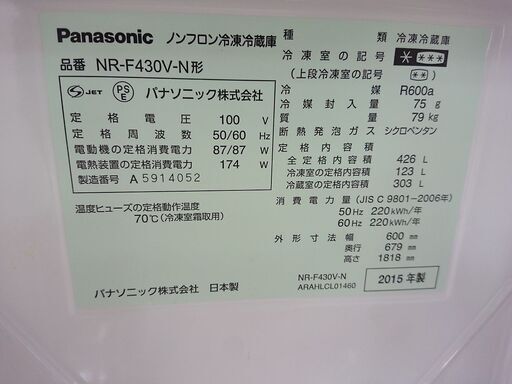 Panasonic ノンフロン冷凍冷蔵庫
品番 NR-F430V-N形
S JET PS E パナソニック株式会社
定格電圧 100 V
定格周波数 50/60 Hz
電動機の定格消費電力 87/87 W
電熱装置の定格消費電力 174 W
製造番号 A 5914052
温度ヒューズの定格動作温度
70℃(冷凍室霜取用)
パナソニック株式会社 日本製
種類 冷凍冷蔵庫
冷凍室の記号 * ***
(上段冷凍室の記号 **)
冷媒 R600a
冷媒封入量 75 g
質量 79 kg
断熱発泡ガス シクロペンタン
定格内容積
全定格内容積 426 L
冷凍室の定格内容積 123 L
冷蔵室の定格内容積 303 L
消費電力量 (JIS C 9801-2006年)
50Hz 220kWh/年
60Hz 220kWh/年
外形寸法 幅 600 mm
奥行 679 mm
高さ 1818 mm
NR-F430V-N
ARAHLCL01460
2015年製